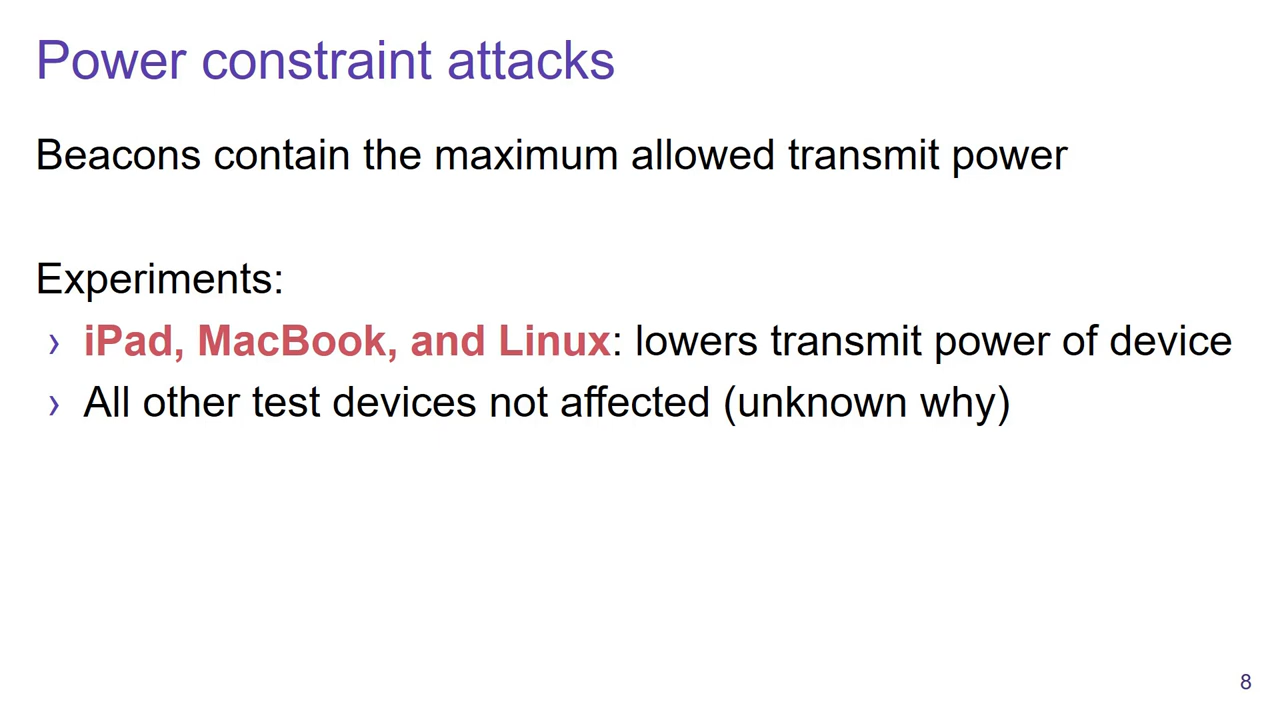 Power constraint attacks
Beacons contain the maximum allowed transmit power
Experiments:
› iPad, MacBook, and Linux: lowers transmit power of device
› All other test devices not affected (unknown why)
8